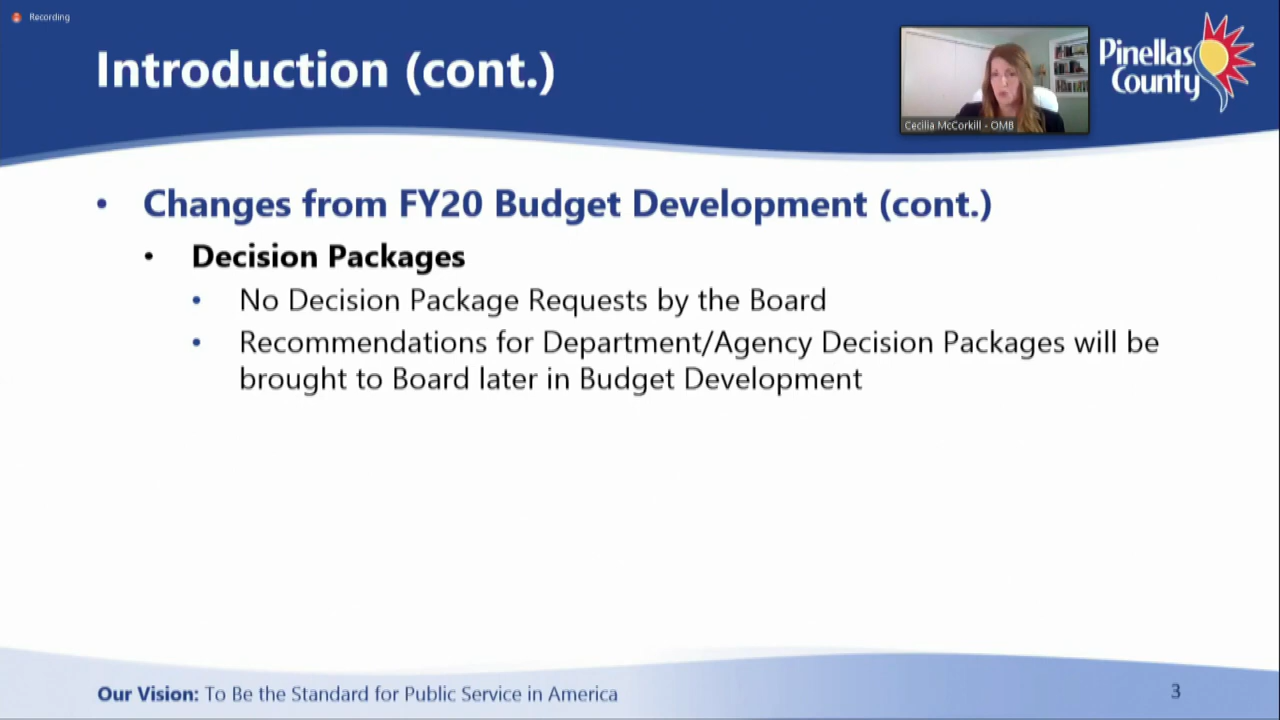 Recording
Introduction (cont.)
Pinellas
County
Cecilia McCorkill - OMB
• Changes from FY20 Budget Development (cont.)
• Decision Packages
• No Decision Package Requests by the Board
• Recommendations for Department/Agency Decision Packages will be
brought to Board later in Budget Development
Our Vision: To Be the Standard for Public Service in America
3